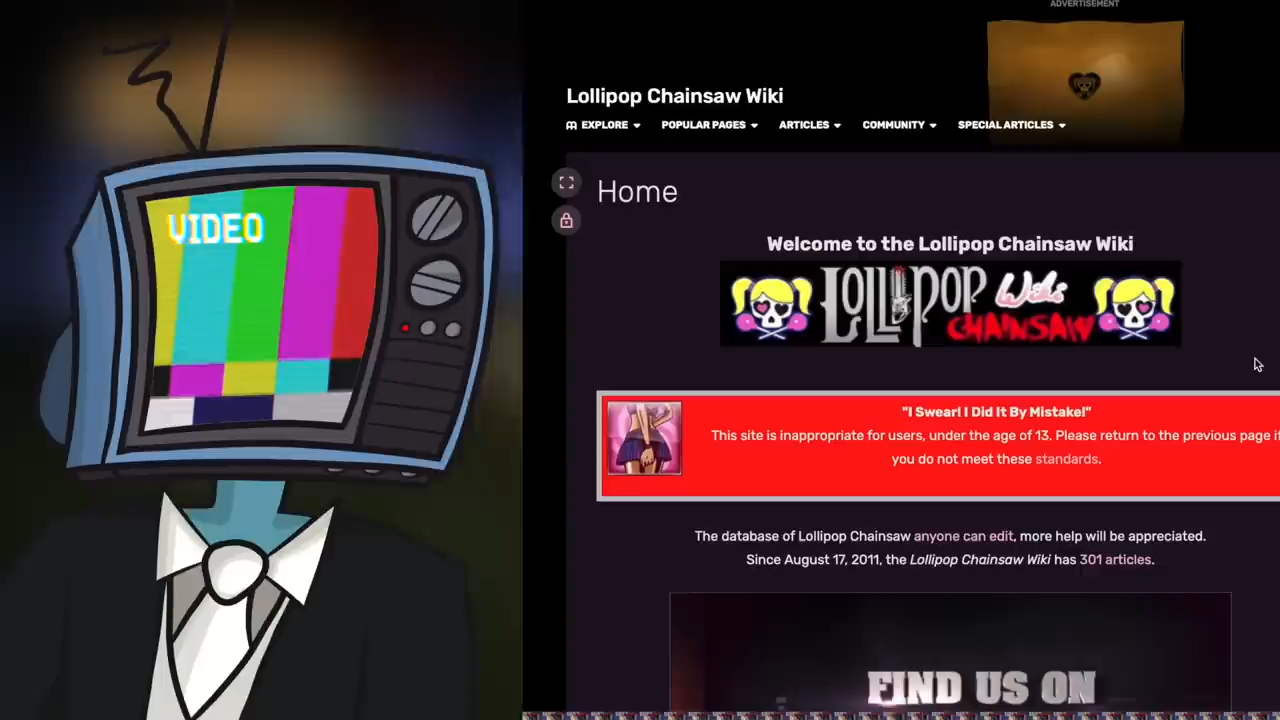 ADVERTISEMENT
VIDEO
Lollipop Chainsaw Wiki
EXPLORE POPULAR PAGES ARTICLES COMMUNITY SPECIAL ARTICLES
Home
Welcome to the Lollipop Chainsaw Wiki
LOLLIPOP Wiki
CHAINSAW
"I Swear! I Did It By Mistake!"
This site is inappropriate for users, under the age of 13. Please return to the previous page if
you do not meet these standards.
The database of Lollipop Chainsaw anyone can edit, more help will be appreciated.
Since August 17, 2011, the Lollipop Chainsaw Wiki has 301 articles.
FIND US ON